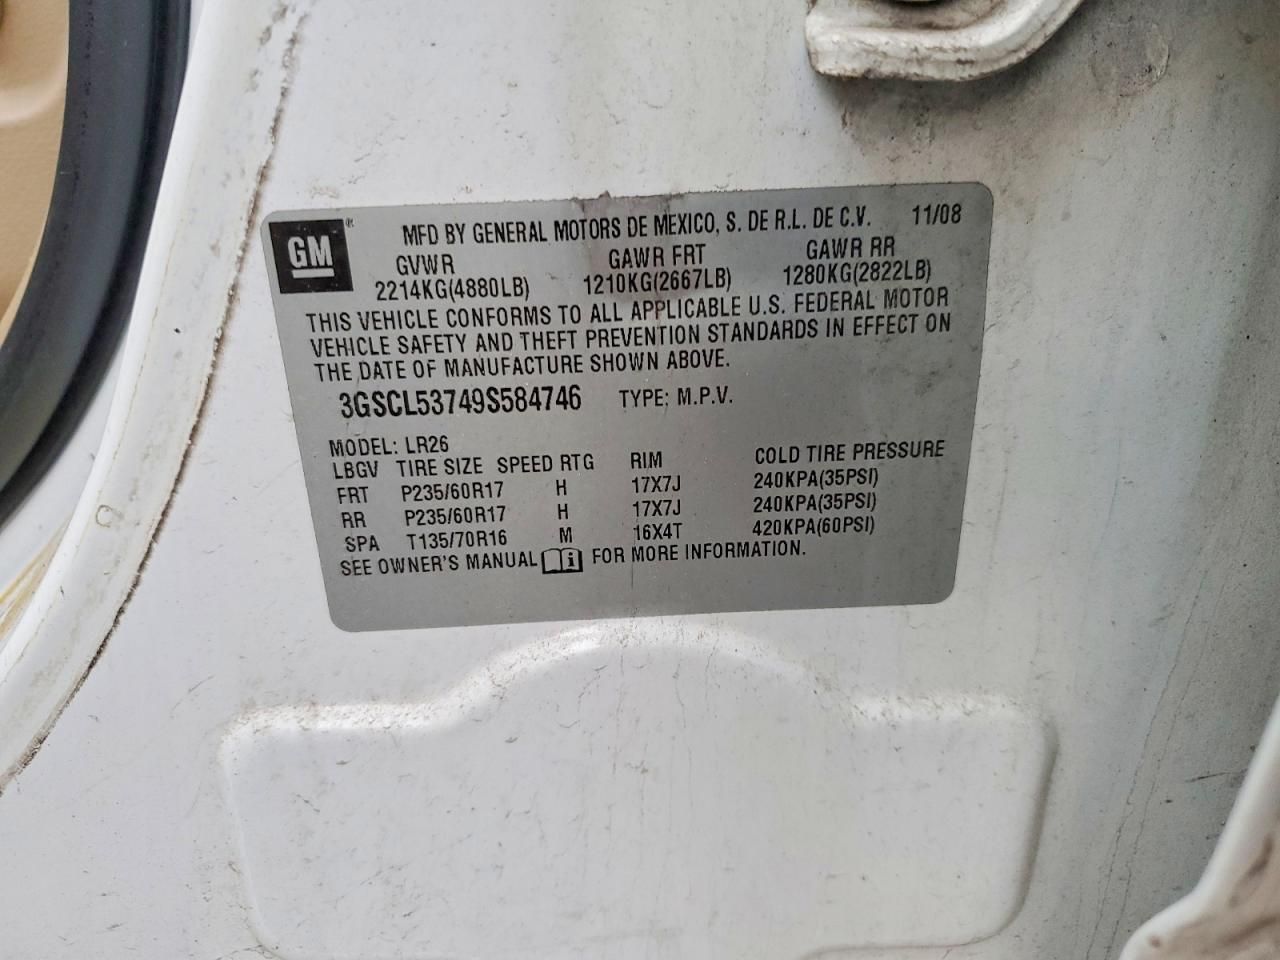 GM ®
MFD BY GENERAL MOTORS DE MEXICO, S. DE R.L. DE C.V. 11/08
GVWR GAWR FRT GAWR RR
2214KG(4880LB) 1210KG(2667LB) 1280KG(2822LB)
THIS VEHICLE CONFORMS TO ALL APPLICABLE U.S. FEDERAL MOTOR
VEHICLE SAFETY AND THEFT PREVENTION STANDARDS IN EFFECT ON
THE DATE OF MANUFACTURE SHOWN ABOVE.
3GSCL53749S584746 TYPE: M.P.V.
MODEL: LR26
LBGV TIRE SIZE SPEED RTG RIM COLD TIRE PRESSURE
FRT P235/60R17 H 17X7J 240KPA(35PSI)
RR P235/60R17 H 17X7J 240KPA(35PSI)
SPA T135/70R16 M 16X4T 420KPA(60PSI)
SEE OWNER'S MANUAL i FOR MORE INFORMATION.